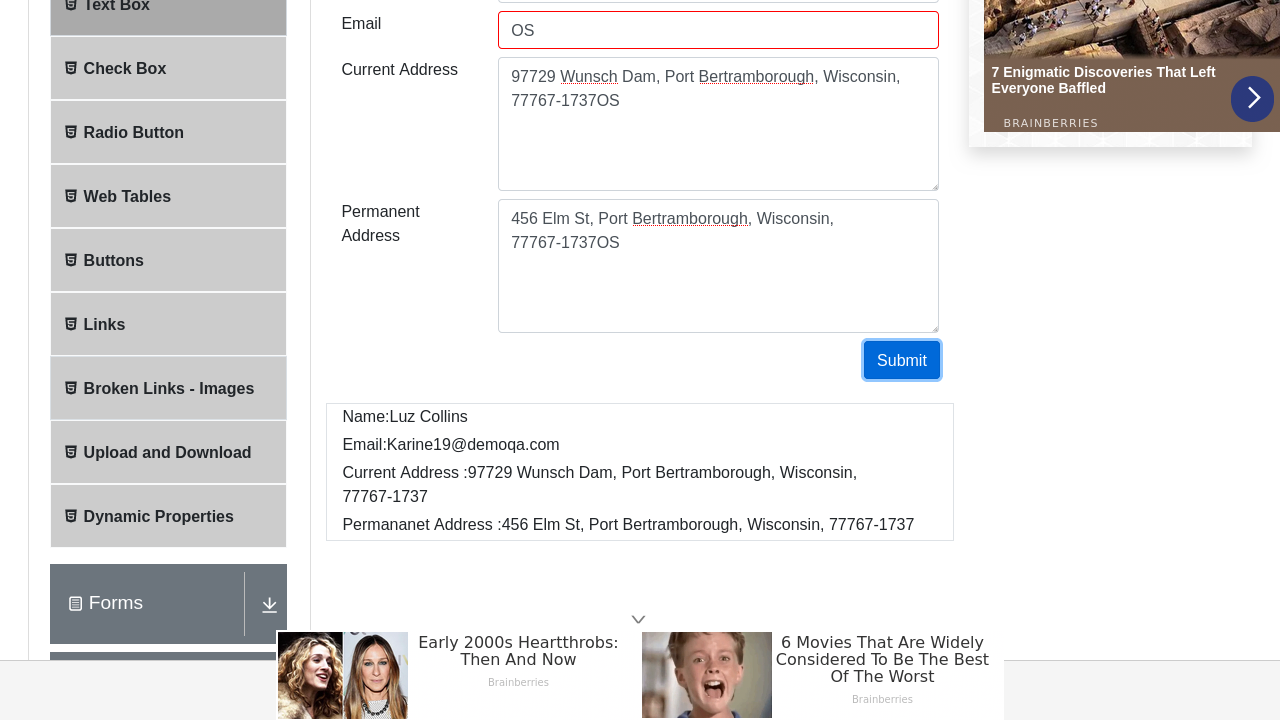 Text Box
Check Box
Radio Button
Web Tables
Buttons
Links
Broken Links - Images
Upload and Download
Dynamic Properties
Forms
Email
OS
Current Address
97729 Wunsch Dam, Port Bertramborough, Wisconsin,
77767-1737OS
Permanent
Address
456 Elm St, Port Bertramborough, Wisconsin,
77767-1737OS
Submit
Name:Luz Collins
Email:Karine19@demoqa.com
Current Address :97729 Wunsch Dam, Port Bertramborough, Wisconsin,
77767-1737
Permananet Address :456 Elm St, Port Bertramborough, Wisconsin, 77767-1737
7 Enigmatic Discoveries That Left
Everyone Baffled
BRAINBERRIES
Early 2000s Heartthrobs:
Then And Now
Brainberries
6 Movies That Are Widely
Considered To Be The Best
Of The Worst
Brainberries